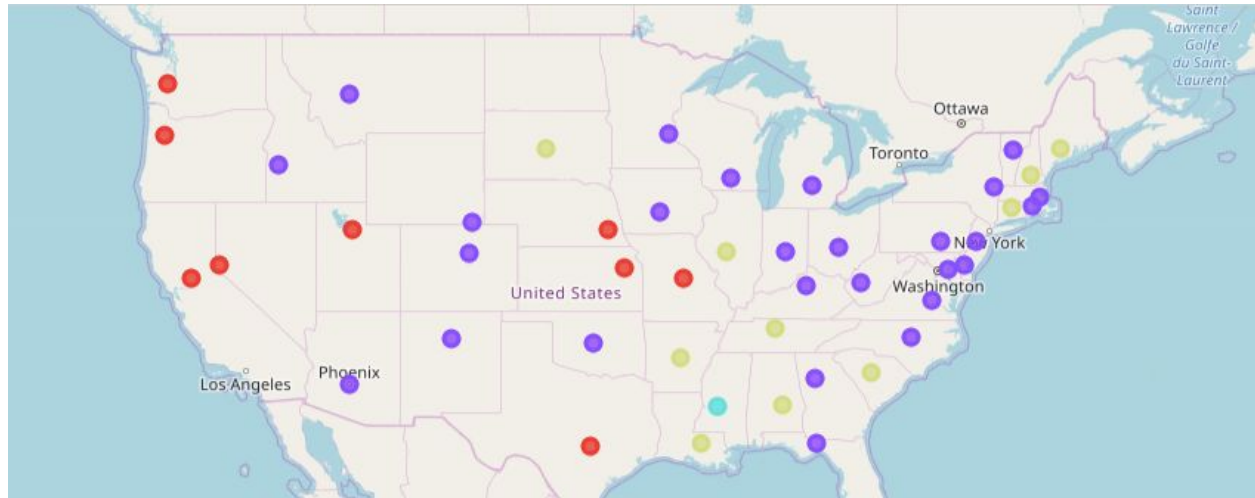 Saint
Lawrence /
Golfe
du Saint-
Laurent
Ottawa
Toronto
New York
Washington
United States
Phoenix
Los Angeles